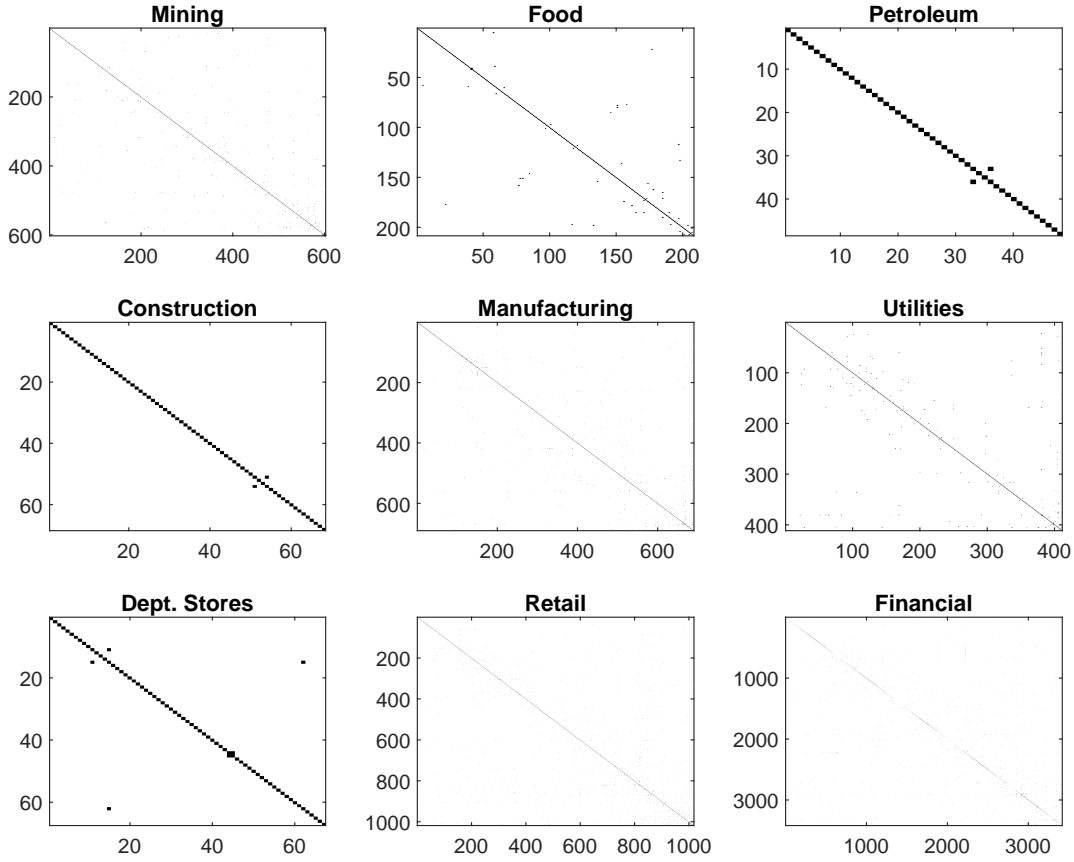 Mining
200
400
600
200 400 600
Food
50
100
150
200
50 100 150 200
Petroleum
10
20
30
40
10 20 30 40
Construction
20
40
60
20 40 60
Manufacturing
200
400
600
200 400 600
Utilities
100
200
300
400
100 200 300 400
Dept. Stores
20
40
60
20 40 60
Retail
200
400
600
800
1000
200 400 600 800 1000
Financial
1000
2000
3000
1000 2000 3000